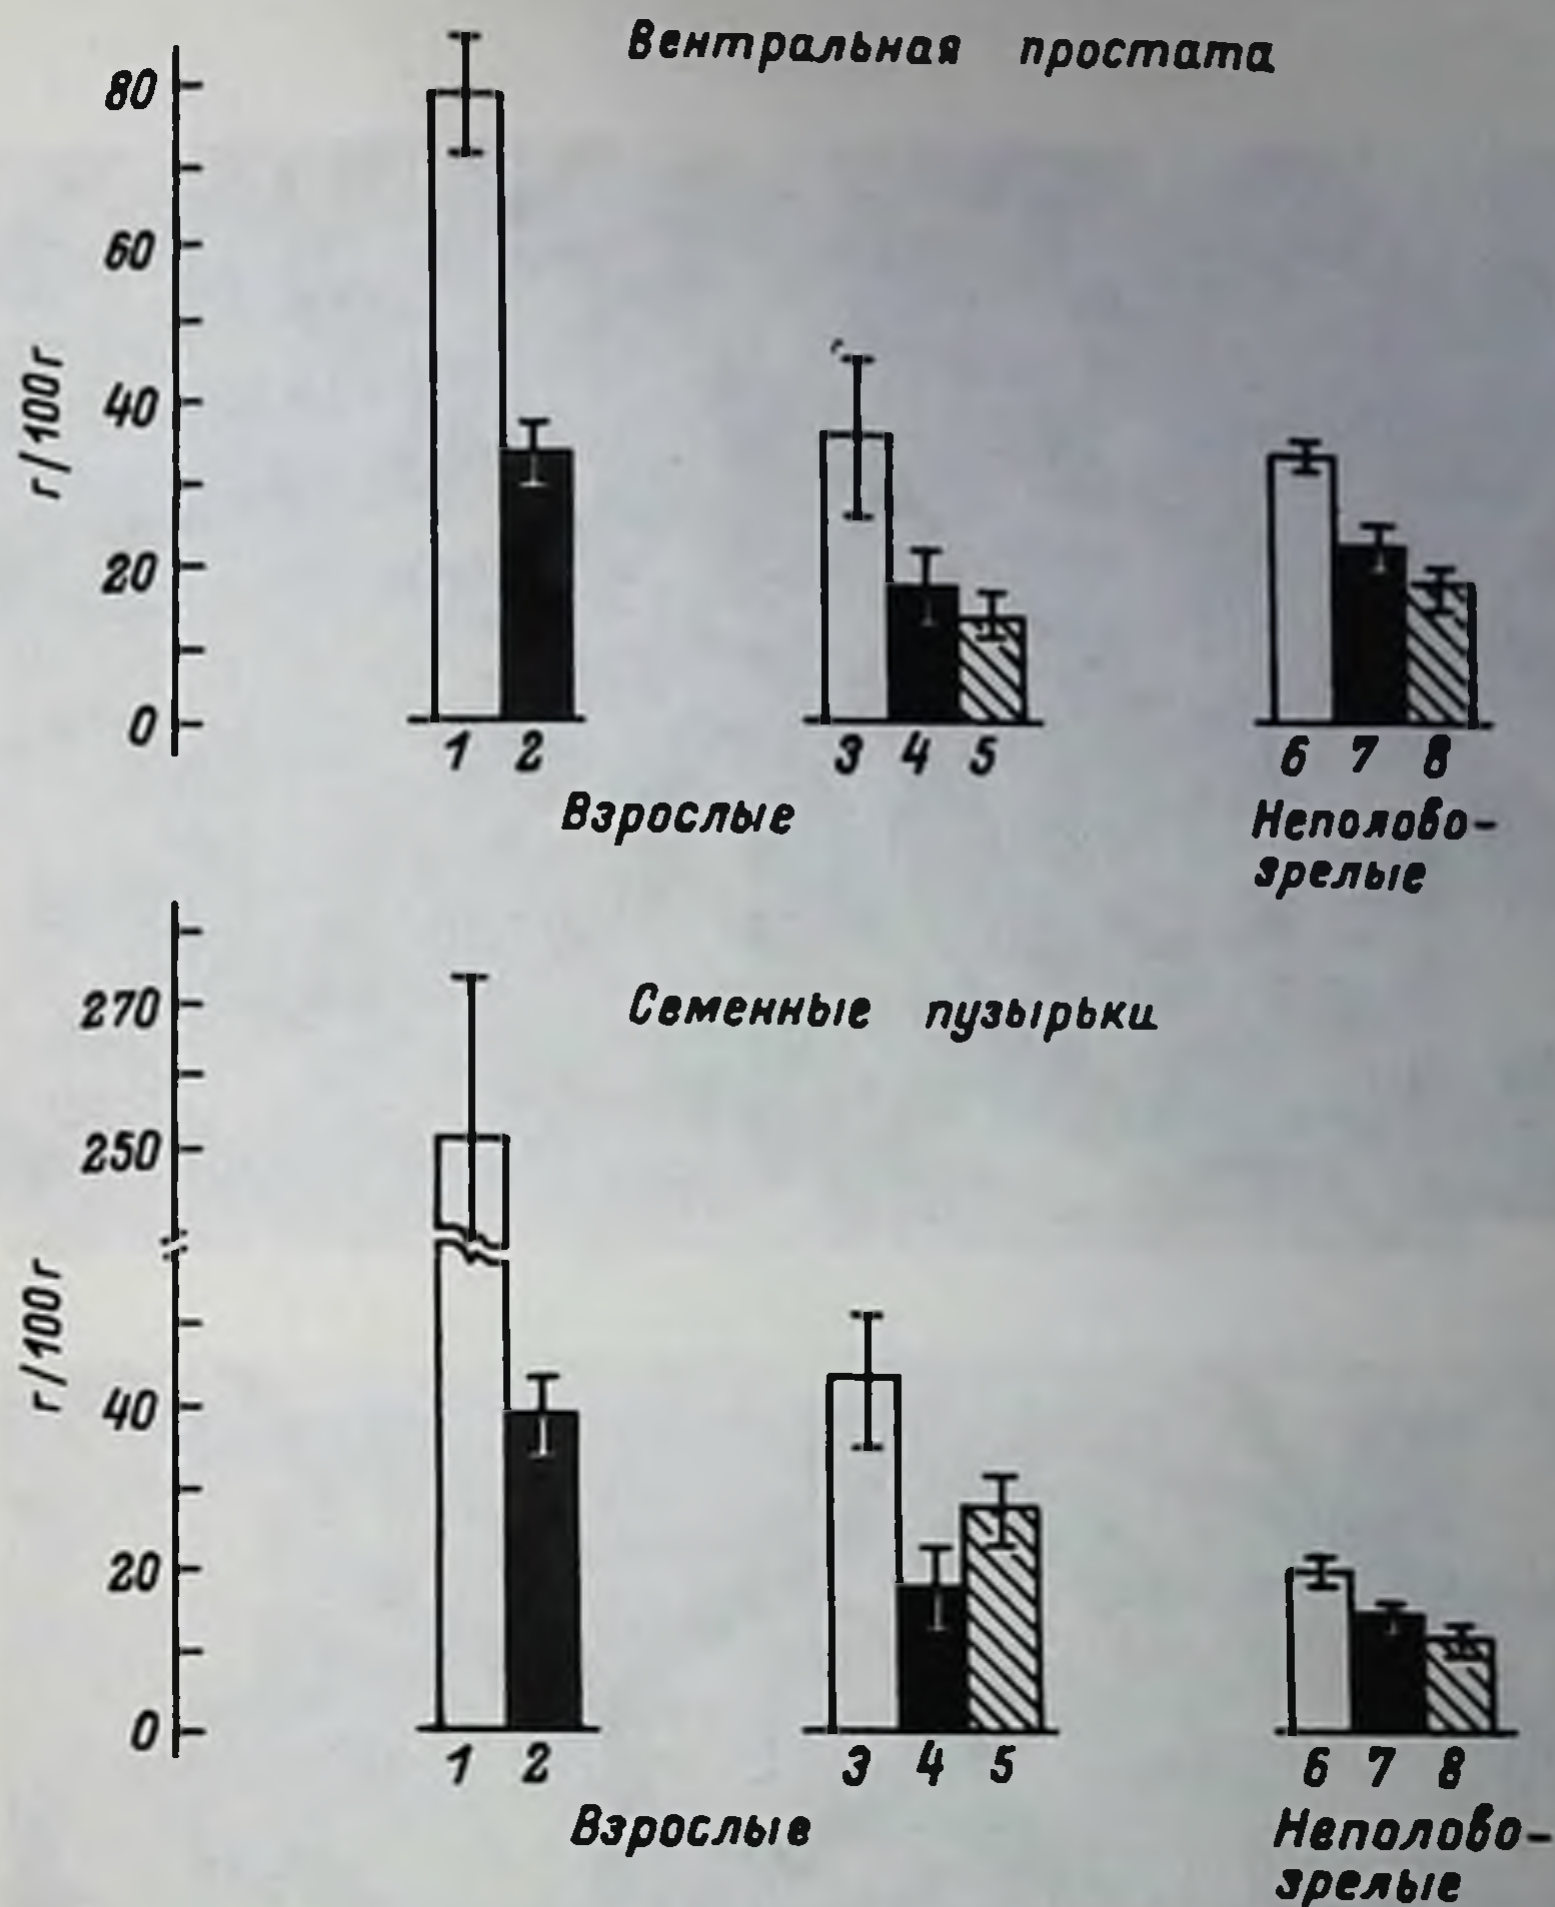 Вентральная простата
80
60
40
20
0
г/100г
1 2
3 4 5
6 7 8
Взрослые
Неполово-
зрелые
Семенные пузырьки
270
250
40
20
0
г/100г
1 2
3 4 5
6 7 8
Взрослые
Неполово-
зрелые